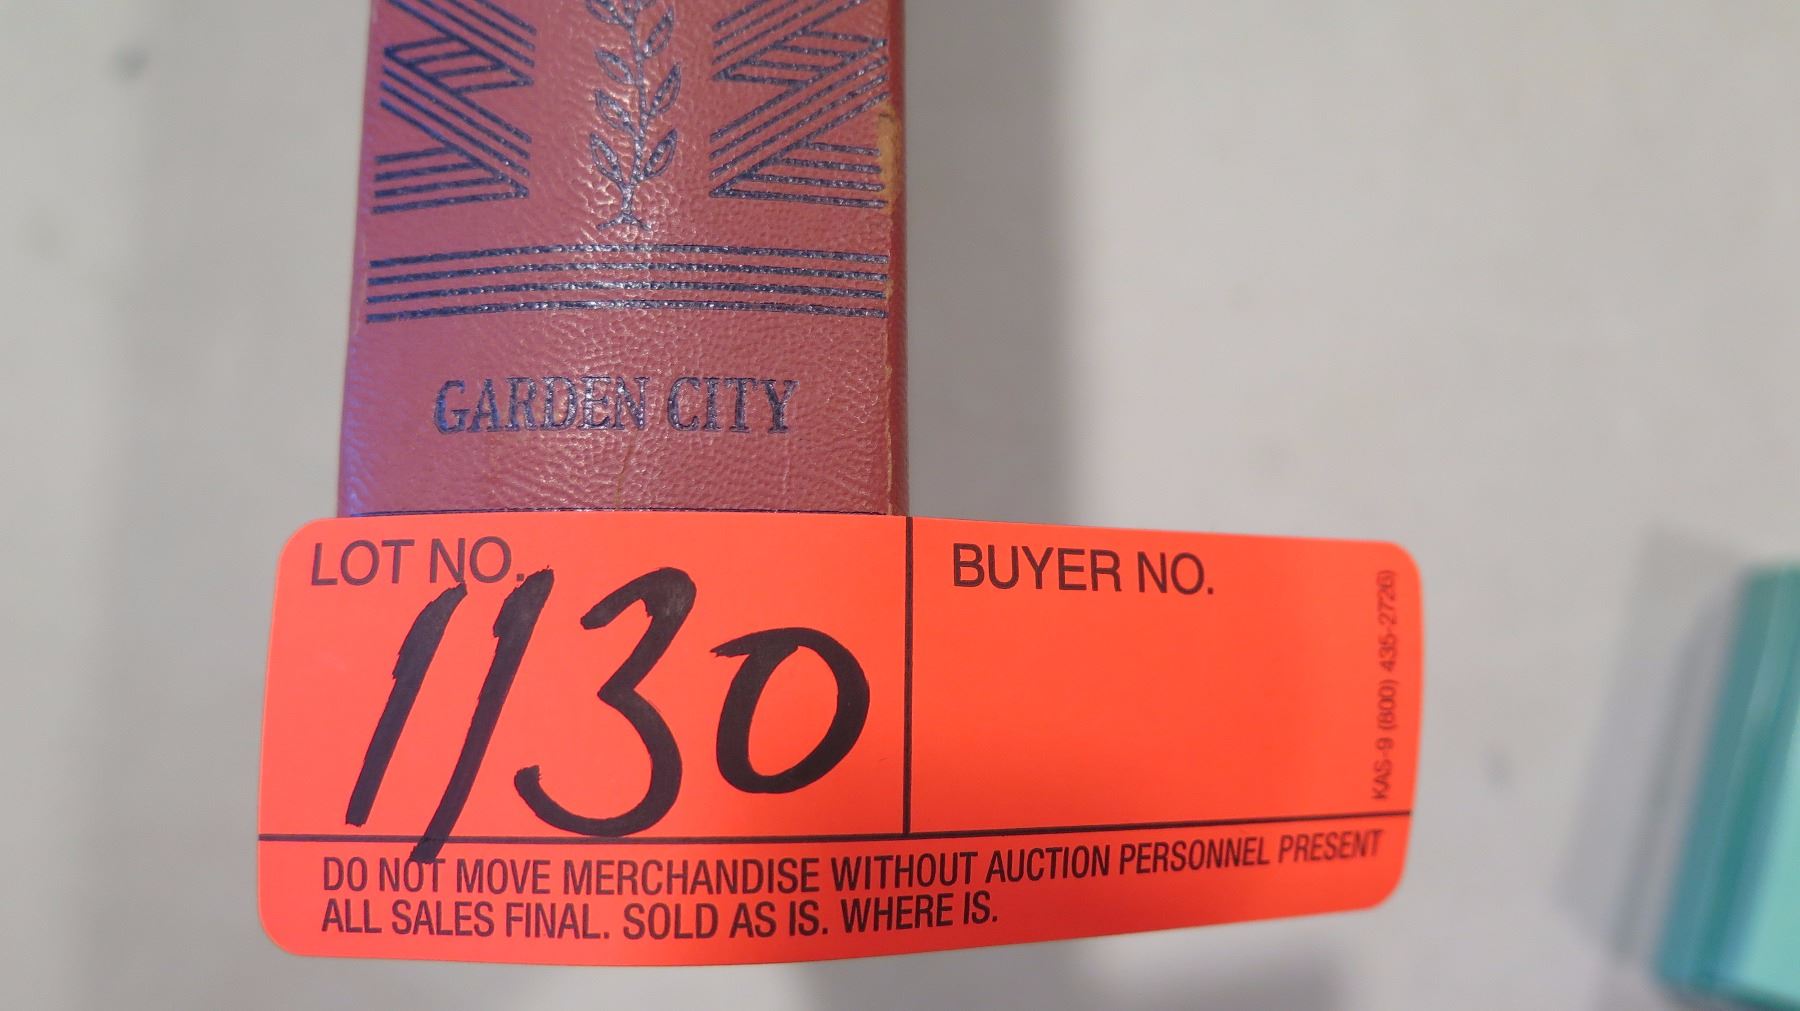 GARDEN CITY
LOT NO. 1130
BUYER NO.
KAS-9 (800) 435-2726)
DO NOT MOVE MERCHANDISE WITHOUT AUCTION PERSONNEL PRESENT
ALL SALES FINAL. SOLD AS IS. WHERE IS.